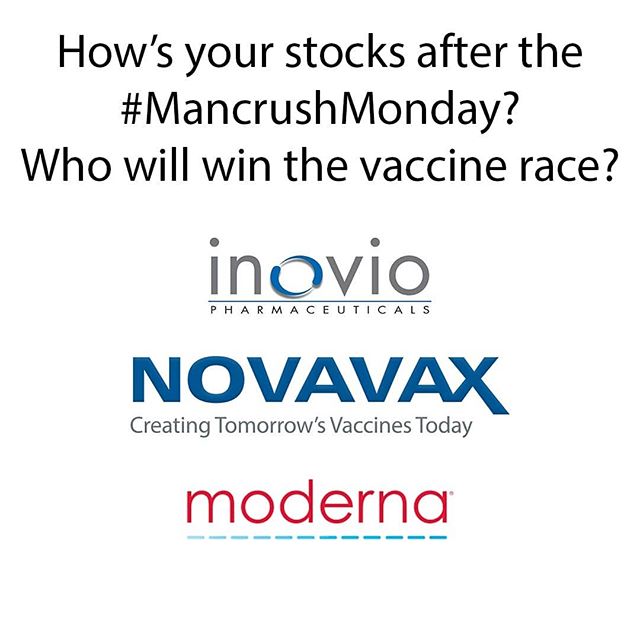 How’s your stocks after the
#MancrushMonday?
Who will win the vaccine race?
inovio
PHARMACEUTICALS
NOVAVAX
Creating Tomorrow’s Vaccines Today
moderna